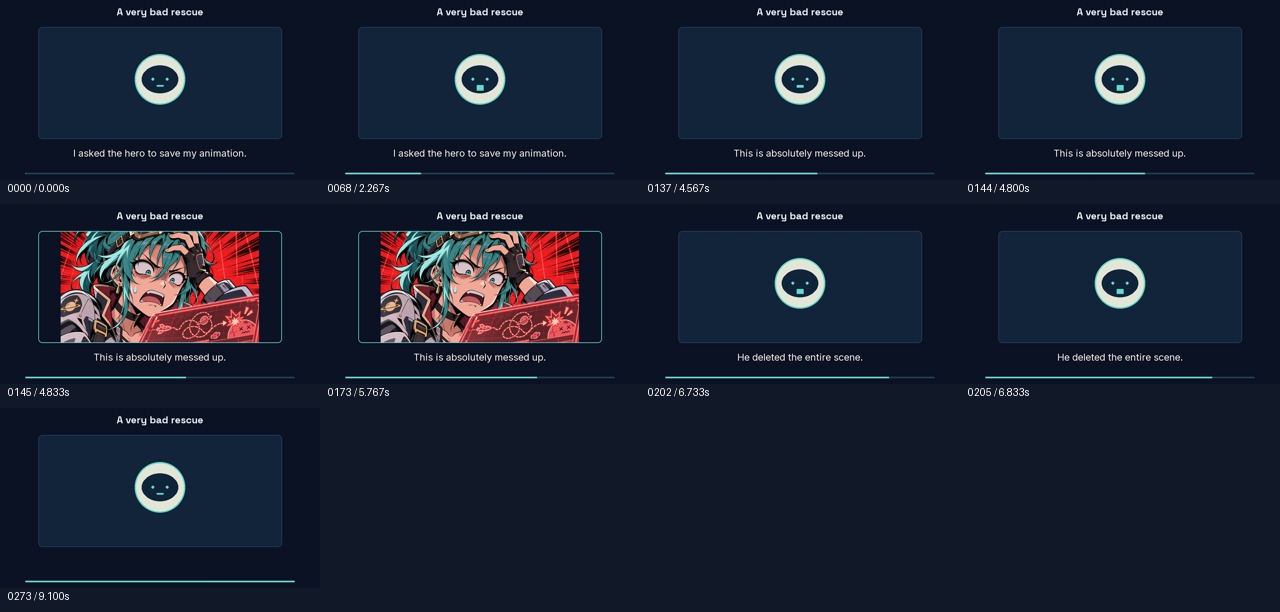 A very bad rescue
I asked the hero to save my animation.
0000 / 0.000s
A very bad rescue
I asked the hero to save my animation.
0068 / 2.267s
A very bad rescue
This is absolutely messed up.
0137 / 4.567s
A very bad rescue
This is absolutely messed up.
0144 / 4.800s
A very bad rescue
This is absolutely messed up.
0145 / 4.833s
A very bad rescue
This is absolutely messed up.
0173 / 5.767s
A very bad rescue
He deleted the entire scene.
0202 / 6.733s
A very bad rescue
He deleted the entire scene.
0205 / 6.833s
A very bad rescue
0273 / 9.100s